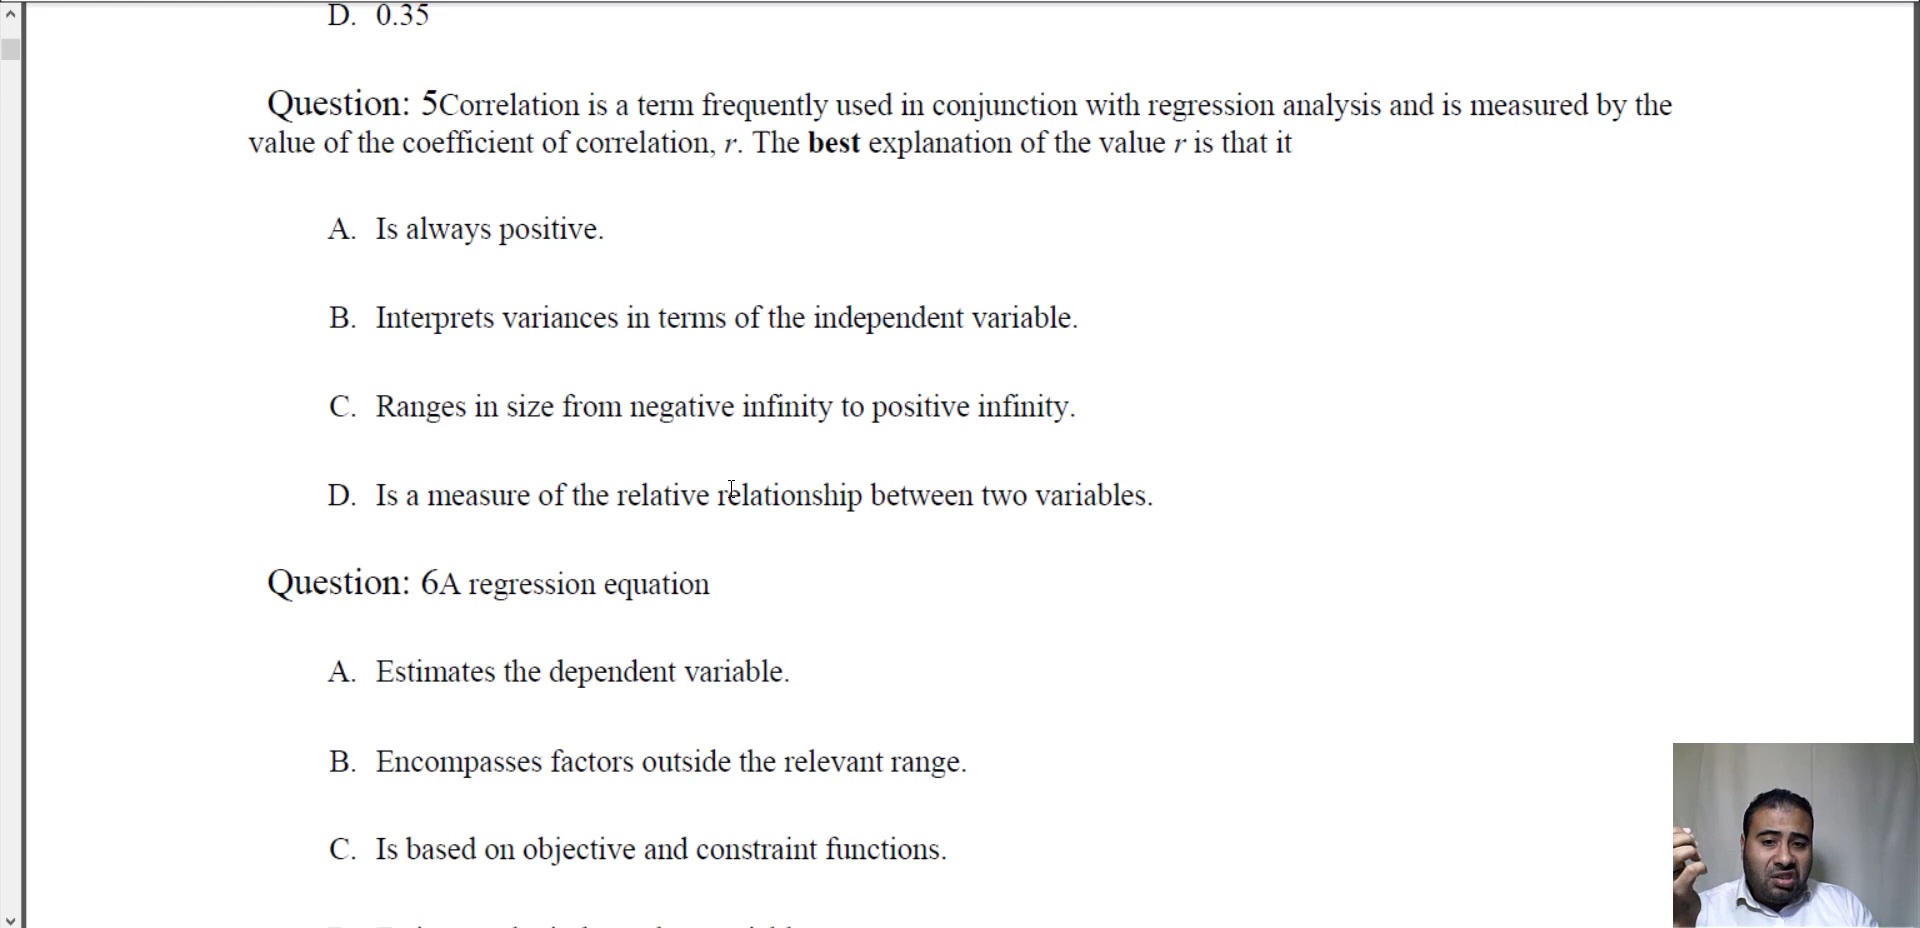 D. 0.35
Question: 5Correlation is a term frequently used in conjunction with regression analysis and is measured by the
value of the coefficient of correlation, r. The best explanation of the value r is that it
A. Is always positive.
B. Interprets variances in terms of the independent variable.
C. Ranges in size from negative infinity to positive infinity.
D. Is a measure of the relative relationship between two variables.
Question: 6A regression equation
A. Estimates the dependent variable.
B. Encompasses factors outside the relevant range.
C. Is based on objective and constraint functions.